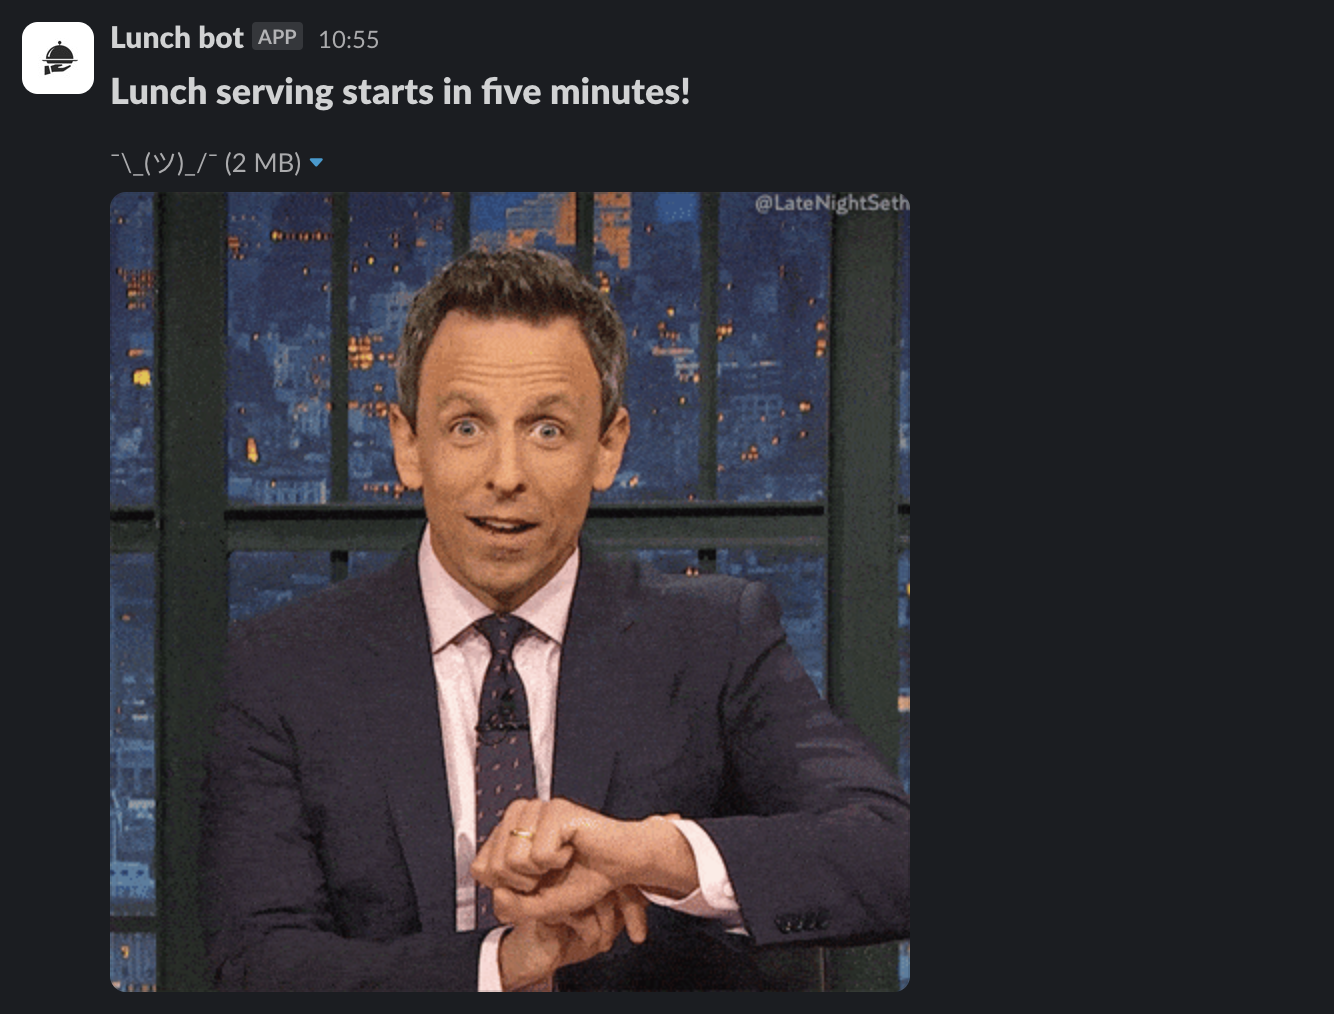 Lunch bot APP 10:55
Lunch serving starts in five minutes!
¯\_(ツ)_/¯ (2 MB)
@LateNightSeth